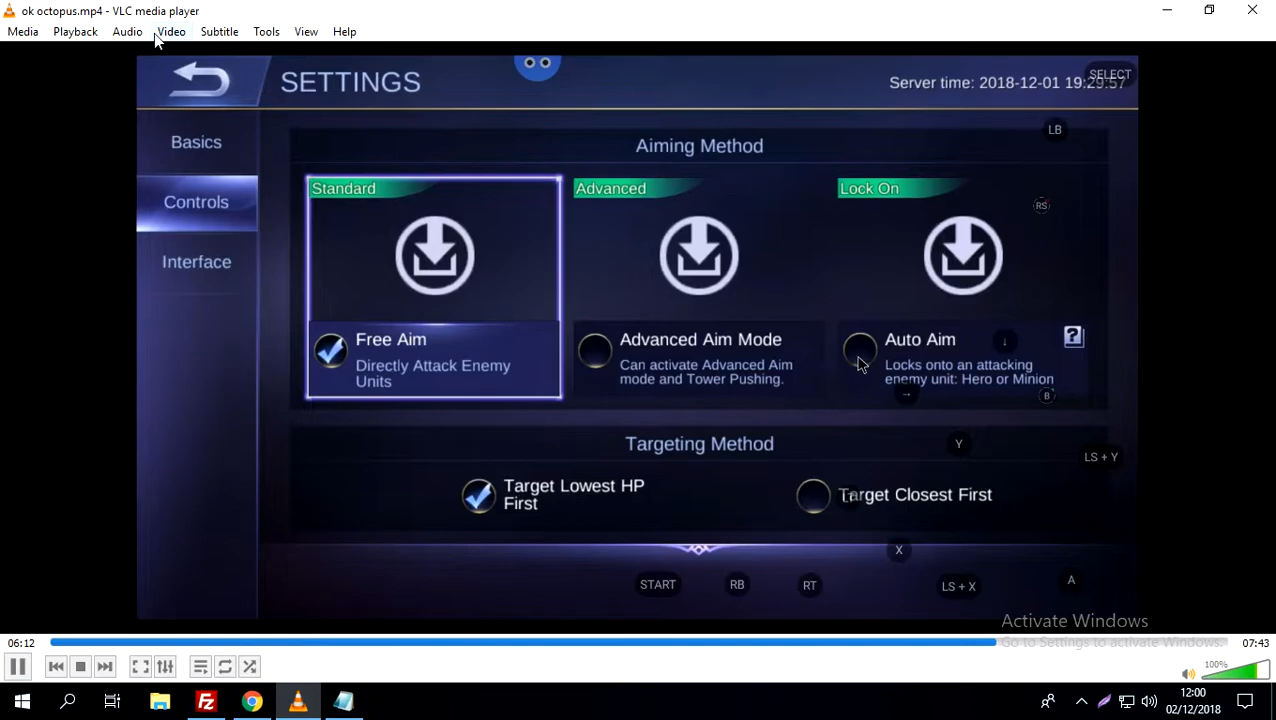 ok octopus.mp4 - VLC media player
Media Playback Audio Video Subtitle Tools View Help
SETTINGS
Server time: 2018-12-01 19:29:57
SELECT
Basics
Controls
Interface
Aiming Method
LB
Standard
Advanced
Lock On
RS
Free Aim
Directly Attack Enemy
Units
Advanced Aim Mode
Can activate Advanced Aim
mode and Tower Pushing.
Auto Aim
Locks onto an attacking
enemy unit: Hero or Minion
↓
?
→
B
Targeting Method
Y
LS + Y
Target Lowest HP
First
Target Closest First
X
START
RB
RT
LS + X
A
Activate Windows
Go to Settings to activate Windows.
06:12
07:43
100%
12:00
02/12/2018